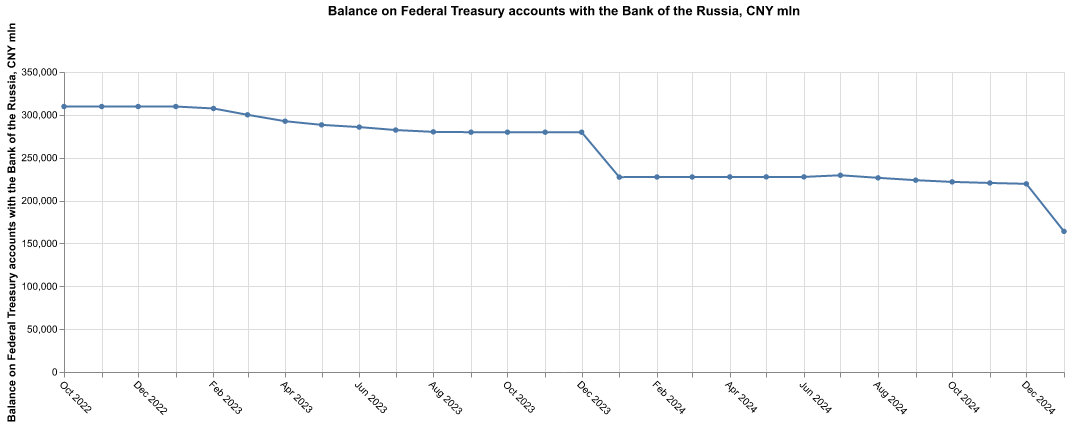 Balance on Federal Treasury accounts with the Bank of the Russia, CNY mln
Balance on Federal Treasury accounts with the Bank of the Russia, CNY mln
350,000
300,000
250,000
200,000
150,000
100,000
50,000
0
Oct 2022
Dec 2022
Feb 2023
Apr 2023
Jun 2023
Aug 2023
Oct 2023
Dec 2023
Feb 2024
Apr 2024
Jun 2024
Aug 2024
Oct 2024
Dec 2024